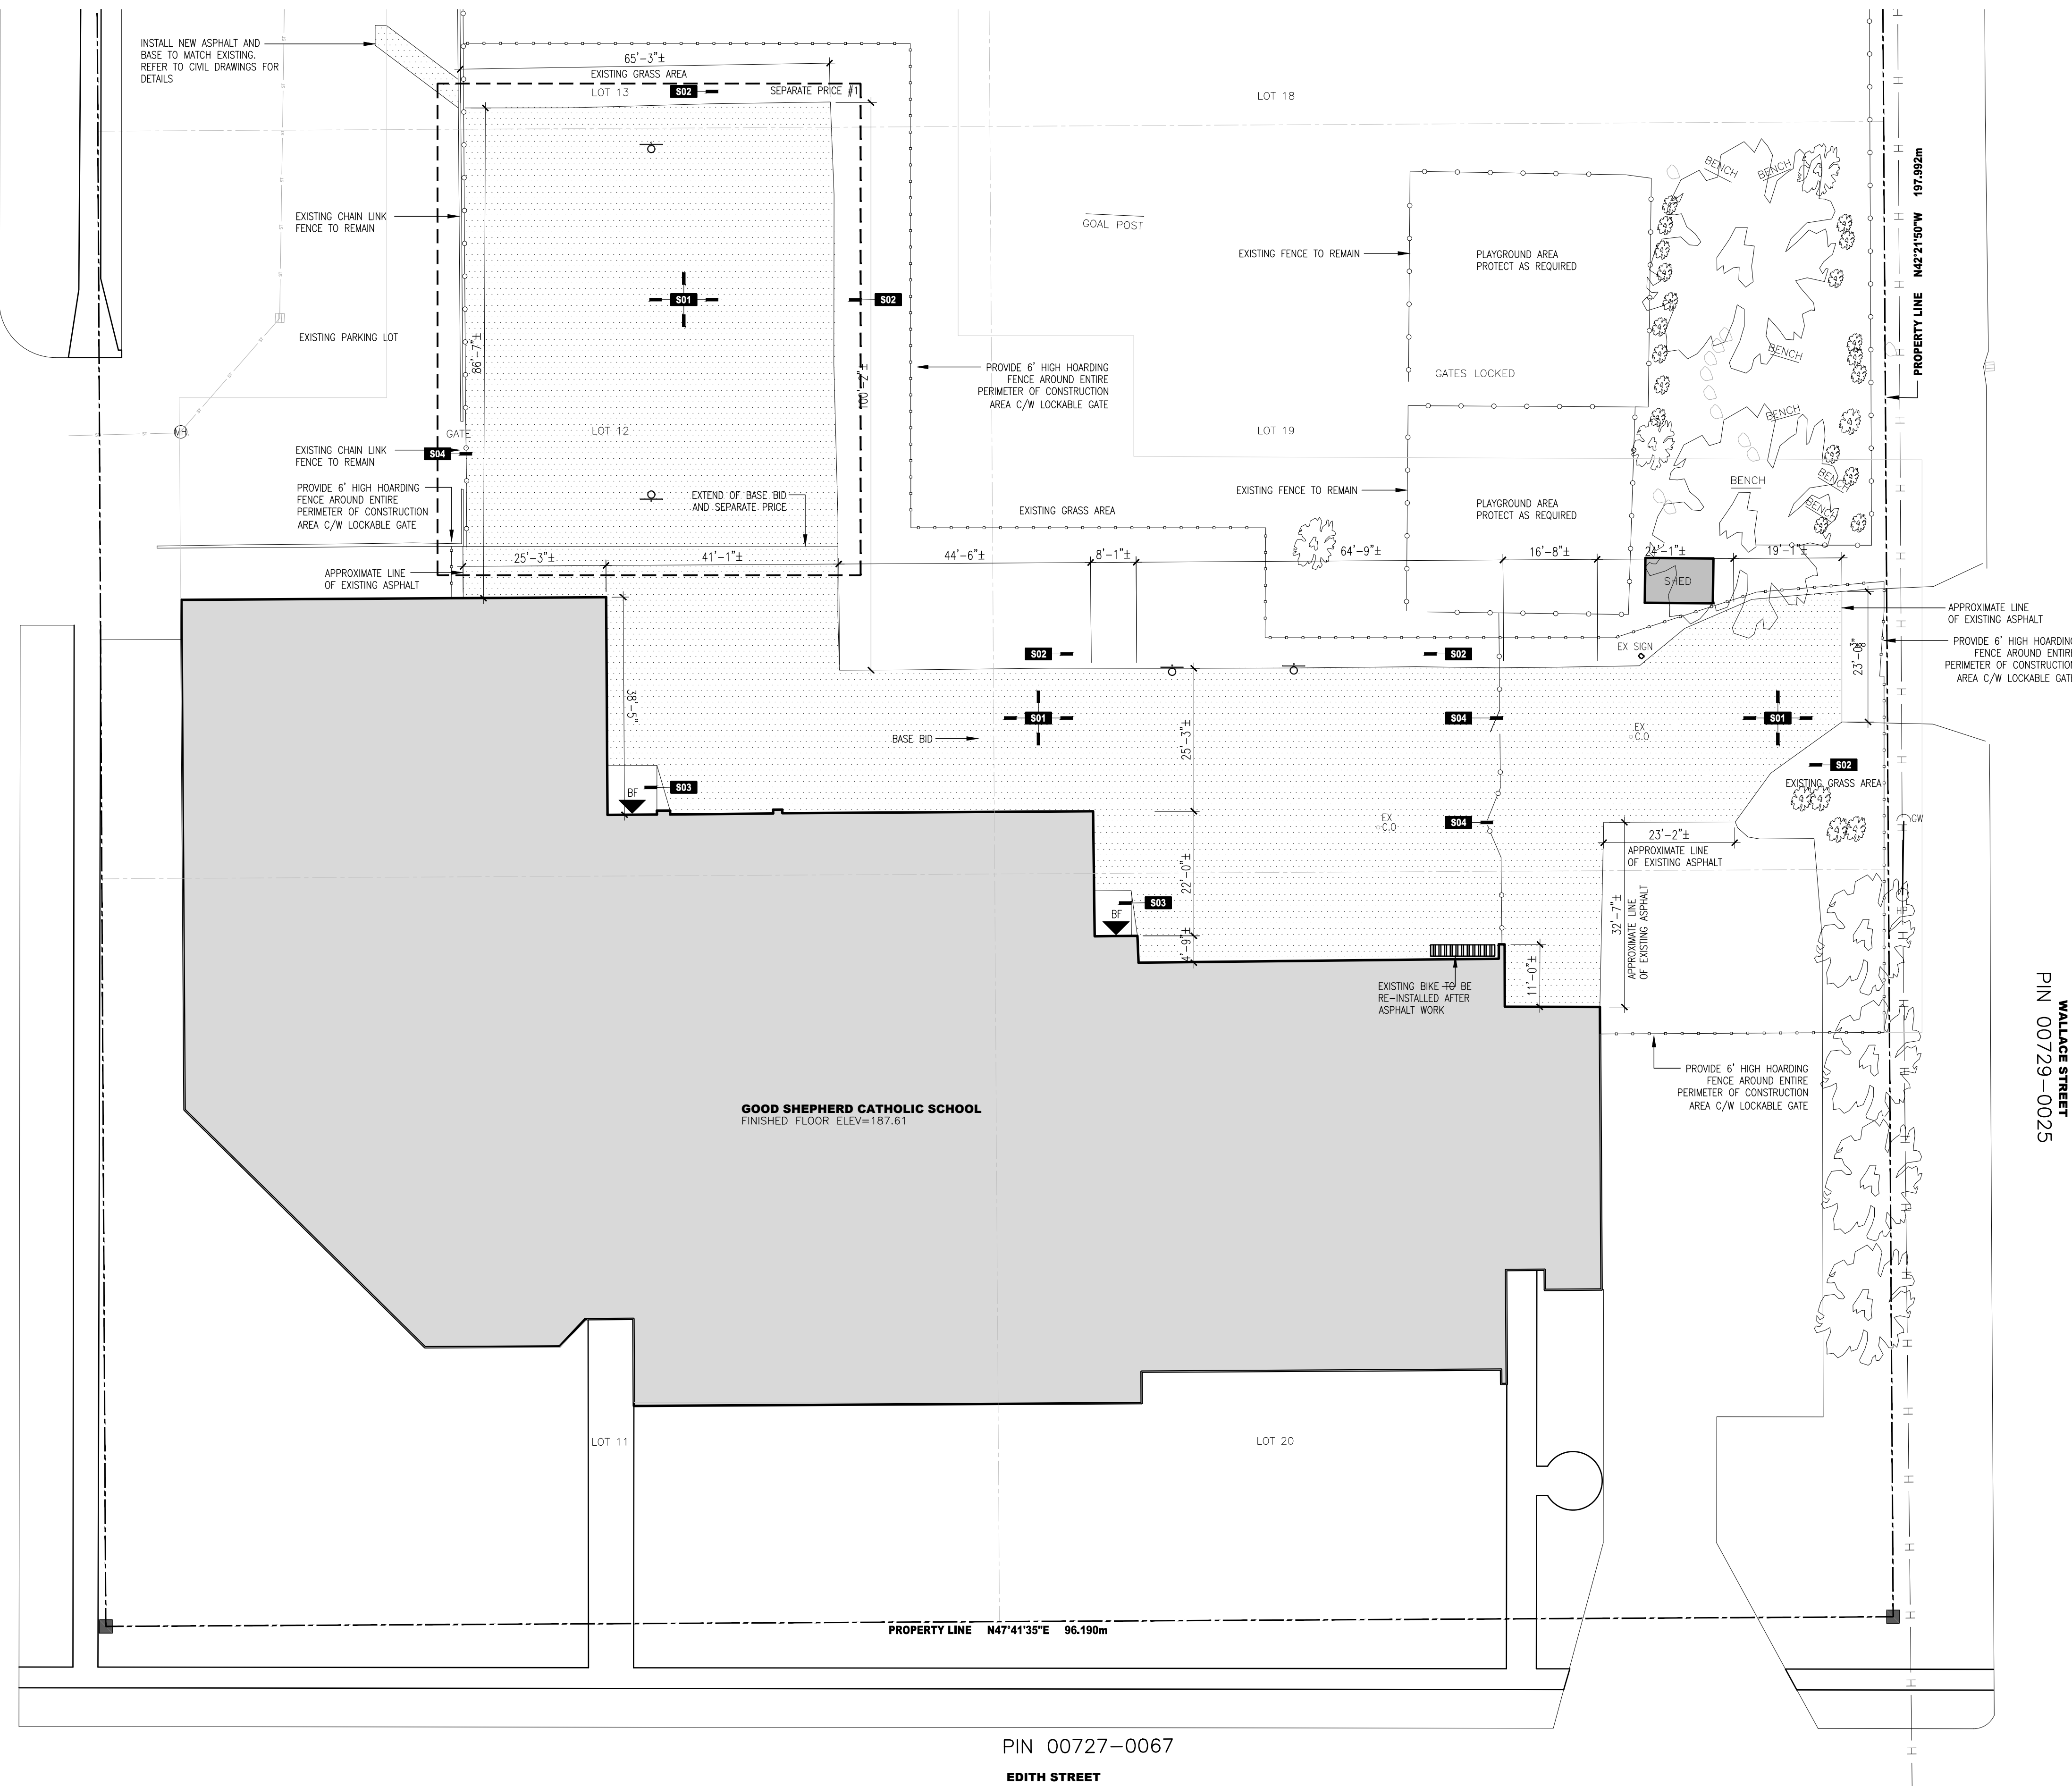 INSTALL NEW ASPHALT AND
BASE TO MATCH EXISTING.
REFER TO CIVIL DRAWINGS FOR
DETAILS
65'-3"±
EXISTING GRASS AREA
LOT 13
S02
SEPARATE PRICE #1
LOT 18
BENCH
BENCH
PROPERTY LINE N42°21'50"W 197.992m
EXISTING CHAIN LINK
FENCE TO REMAIN
GOAL POST
EXISTING FENCE TO REMAIN
PLAYGROUND AREA
PROTECT AS REQUIRED
S01
S02
EXISTING PARKING LOT
86'-7"±
100'-2"±
PROVIDE 6' HIGH HOARDING
FENCE AROUND ENTIRE
PERIMETER OF CONSTRUCTION
AREA C/W LOCKABLE GATE
BENCH
GATES LOCKED
BENCH
MH.
GATE
LOT 12
LOT 19
EXISTING CHAIN LINK
FENCE TO REMAIN
S04
PROVIDE 6' HIGH HOARDING
FENCE AROUND ENTIRE
PERIMETER OF CONSTRUCTION
AREA C/W LOCKABLE GATE
EXTEND OF BASE BID
AND SEPARATE PRICE
EXISTING GRASS AREA
EXISTING FENCE TO REMAIN
PLAYGROUND AREA
PROTECT AS REQUIRED
BENCH
BENCH
BENCH
APPROXIMATE LINE
OF EXISTING ASPHALT
25'-3"±
41'-1"±
44'-6"±
8'-1"±
64'-9"±
16'-8"±
24'-1"±
19'-1"±
SHED
APPROXIMATE LINE
OF EXISTING ASPHALT
PROVIDE 6' HIGH HOARDING
FENCE AROUND ENTIRE
PERIMETER OF CONSTRUCTION
AREA C/W LOCKABLE GATE
EX SIGN
23'-0"±
S02
S02
38'-5"
S01
S04
S01
BASE BID
25'-3"±
EX
C.O
S02
EXISTING GRASS AREA
S03
BF
EX
C.O
S04
GW
23'-2"±
APPROXIMATE LINE
OF EXISTING ASPHALT
22'-0"±
S03
BF
32'-7"±
APPROXIMATE LINE
OF EXISTING ASPHALT
HP
4'-9"±
11'-0"±
EXISTING BIKE TO BE
RE-INSTALLED AFTER
ASPHALT WORK
PROVIDE 6' HIGH HOARDING
FENCE AROUND ENTIRE
PERIMETER OF CONSTRUCTION
AREA C/W LOCKABLE GATE
WALLACE STREET
PIN 00729-0025
GOOD SHEPHERD CATHOLIC SCHOOL
FINISHED FLOOR ELEV=187.61
LOT 11
LOT 20
PROPERTY LINE N47°41'35"E 96.190m
PIN 00727-0067
EDITH STREET